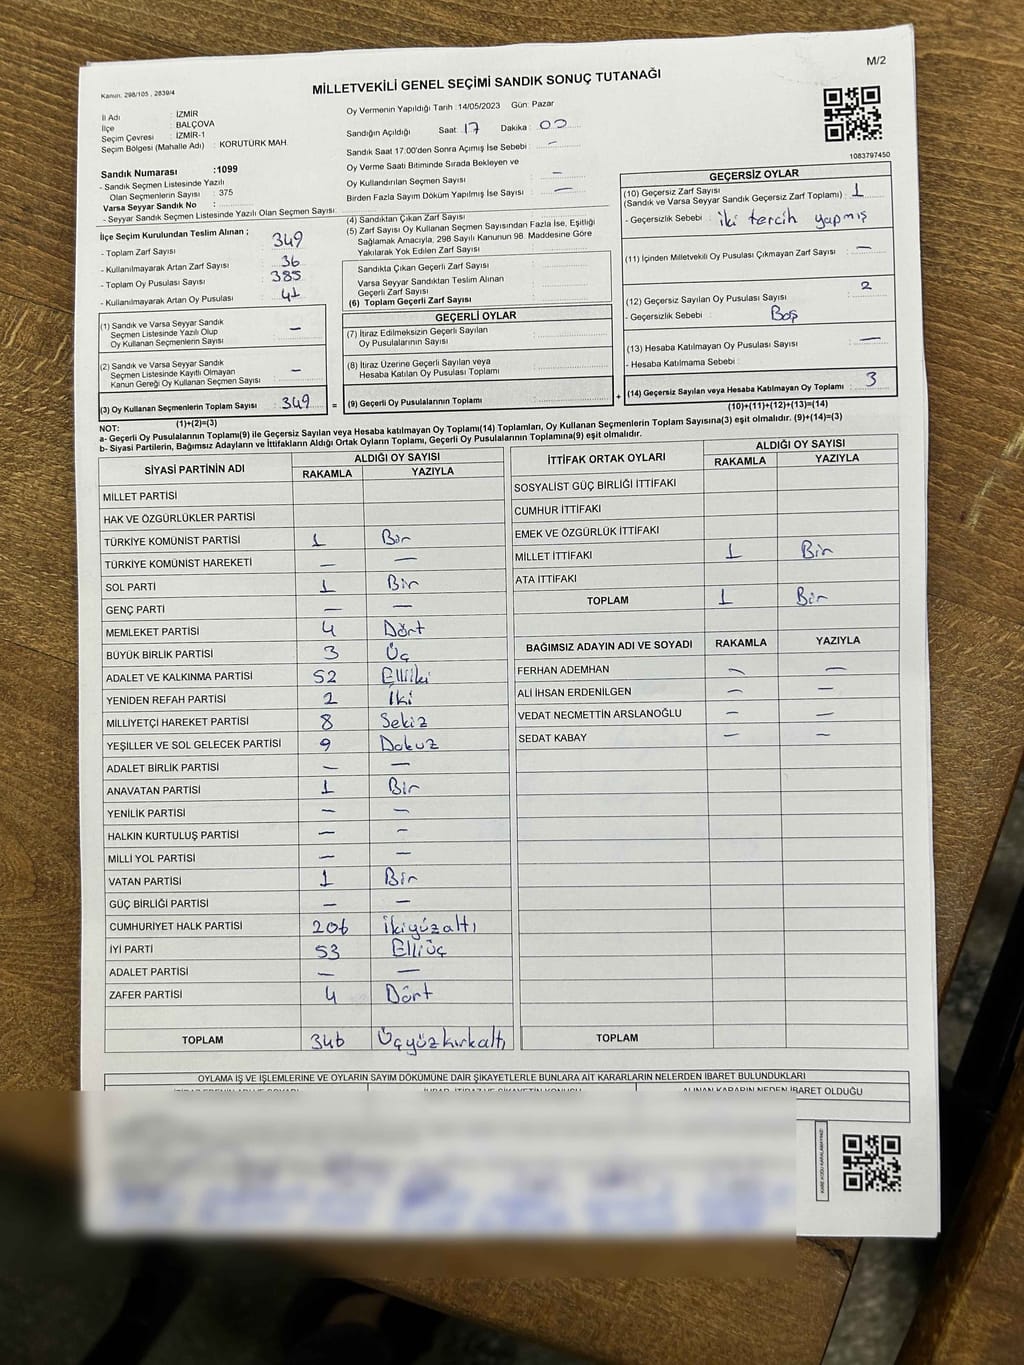 M/2
MİLLETVEKİLİ GENEL SEÇİMİ SANDIK SONUÇ TUTANAĞI
Kanun: 298/105 , 2839/4
İl Adı : İZMİR
İlçe : BALÇOVA
Seçim Çevresi : İZMİR-1
Seçim Bölgesi (Mahalle Adı) : KORUTÜRK MAH.
Sandık Numarası :1099
- Sandık Seçmen Listesinde Yazılı
Olan Seçmenlerin Sayısı : 375
Varsa Seyyar Sandık No :
- Seyyar Sandık Seçmen Listesinde Yazılı Olan Seçmen Sayısı:
İlçe Seçim Kurulundan Teslim Alınan ;
- Toplam Zarf Sayısı : 349
- Kullanılmayarak Artan Zarf Sayısı : 36
- Toplam Oy Pusulası Sayısı : 385
- Kullanılmayarak Artan Oy Pusulası : 41
(1) Sandık ve Varsa Seyyar Sandık
Seçmen Listesinde Yazılı Olup
Oy Kullanan Seçmenlerin Sayısı : –
(2) Sandık ve Varsa Seyyar Sandık
Seçmen Listesinde Kayıtlı Olmayan
Kanun Gereği Oy Kullanan Seçmen Sayısı : –
(3) Oy Kullanan Seçmenlerin Toplam Sayısı : 349
(1)+(2)=(3)
Oy Vermenin Yapıldığı Tarih :14/05/2023 Gün: Pazar
Sandığın Açıldığı Saat: 17 Dakika : 00
Sandık Saat 17:00'den Sonra Açımış İse Sebebi : –
Oy Verme Saati Bitiminde Sırada Bekleyen ve
Oy Kullandırılan Seçmen Sayısı : –
Birden Fazla Sayım Döküm Yapılmış İse Sayısı : –
(4) Sandıktan Çıkan Zarf Sayısı :
(5) Zarf Sayısı Oy Kullanan Seçmen Sayısından Fazla İse, Eşitliği
Sağlamak Amacıyla, 298 Sayılı Kanunun 98. Maddesine Göre
Yakılarak Yok Edilen Zarf Sayısı :
Sandıkta Çıkan Geçerli Zarf Sayısı :
Varsa Seyyar Sandıktan Teslim Alınan
Geçerli Zarf Sayısı :
(6) Toplam Geçerli Zarf Sayısı :
GEÇERLİ OYLAR
(7) İtiraz Edilmeksizin Geçerli Sayılan
Oy Pusulalarının Sayısı :
(8) İtiraz Üzerine Geçerli Sayılan veya
Hesaba Katılan Oy Pusulası Toplamı :
= (9) Geçerli Oy Pusulalarının Toplamı : +
1083797450
GEÇERSİZ OYLAR
(10) Geçersiz Zarf Sayısı
(Sandık ve Varsa Seyyar Sandık Geçersiz Zarf Toplamı) : 1
- Geçersizlik Sebebi : iki tercih yapmış
(11) İçinden Milletvekili Oy Pusulası Çıkmayan Zarf Sayısı : –
(12) Geçersiz Sayılan Oy Pusulası Sayısı : 2
- Geçersizlik Sebebi : Boş
(13) Hesaba Katılmayan Oy Pusulası Sayısı : –
- Hesaba Katılmama Sebebi :
(14) Geçersiz Sayılan veya Hesaba Katılmayan Oy Toplamı : 3
(10)+(11)+(12)+(13)=(14)
NOT:
a- Geçerli Oy Pusulalarının Toplamı(9) ile Geçersiz Sayılan veya Hesaba katılmayan Oy Toplamı(14) Toplamları, Oy Kullanan Seçmenlerin Toplam Sayısına(3) eşit olmalıdır. (9)+(14)=(3)
b- Siyasi Partilerin, Bağımsız Adayların ve İttifakların Aldığı Ortak Oyların Toplamı, Geçerli Oy Pusulalarının Toplamına(9) eşit olmalıdır.
SİYASİ PARTİNİN ADI ALDIĞI OY SAYISI
RAKAMLA YAZIYLA
MİLLET PARTİSİ
HAK VE ÖZGÜRLÜKLER PARTİSİ
TÜRKİYE KOMÜNİST PARTİSİ 1 Bir
TÜRKİYE KOMÜNİST HAREKETİ – –
SOL PARTİ 1 Bir
GENÇ PARTİ – –
MEMLEKET PARTİSİ 4 Dört
BÜYÜK BİRLİK PARTİSİ 3 Üç
ADALET VE KALKINMA PARTİSİ 52 Elliiki
YENİDEN REFAH PARTİSİ 2 İki
MİLLİYETÇİ HAREKET PARTİSİ 8 Sekiz
YEŞİLLER VE SOL GELECEK PARTİSİ 9 Dokuz
ADALET BİRLİK PARTİSİ – –
ANAVATAN PARTİSİ 1 Bir
YENİLİK PARTİSİ – –
HALKIN KURTULUŞ PARTİSİ – –
MİLLİ YOL PARTİSİ – –
VATAN PARTİSİ 1 Bir
GÜÇ BİRLİĞİ PARTİSİ – –
CUMHURİYET HALK PARTİSİ 206 İkiyüzaltı
İYİ PARTİ 53 Elliüç
ADALET PARTİSİ – –
ZAFER PARTİSİ 4 Dört
TOPLAM 346 Üçyüzkırkaltı
İTTİFAK ORTAK OYLARI ALDIĞI OY SAYISI
RAKAMLA YAZIYLA
SOSYALİST GÜÇ BİRLİĞİ İTTİFAKI
CUMHUR İTTİFAKI
EMEK VE ÖZGÜRLÜK İTTİFAKI
MİLLET İTTİFAKI 1 Bir
ATA İTTİFAKI
TOPLAM 1 Bir
BAĞIMSIZ ADAYIN ADI VE SOYADI RAKAMLA YAZIYLA
FERHAN ADEMHAN – –
ALİ İHSAN ERDENİLGEN – –
VEDAT NECMETTİN ARSLANOĞLU – –
SEDAT KABAY – –
TOPLAM
OYLAMA İŞ VE İŞLEMLERİNE VE OYLARIN SAYIM DÖKÜMÜNE DAİR ŞİKAYETLERLE BUNLARA AİT KARARLARIN NELERDEN İBARET BULUNDUKLARI
ALINAN KARARIN NEDEN İBARET OLDUĞU